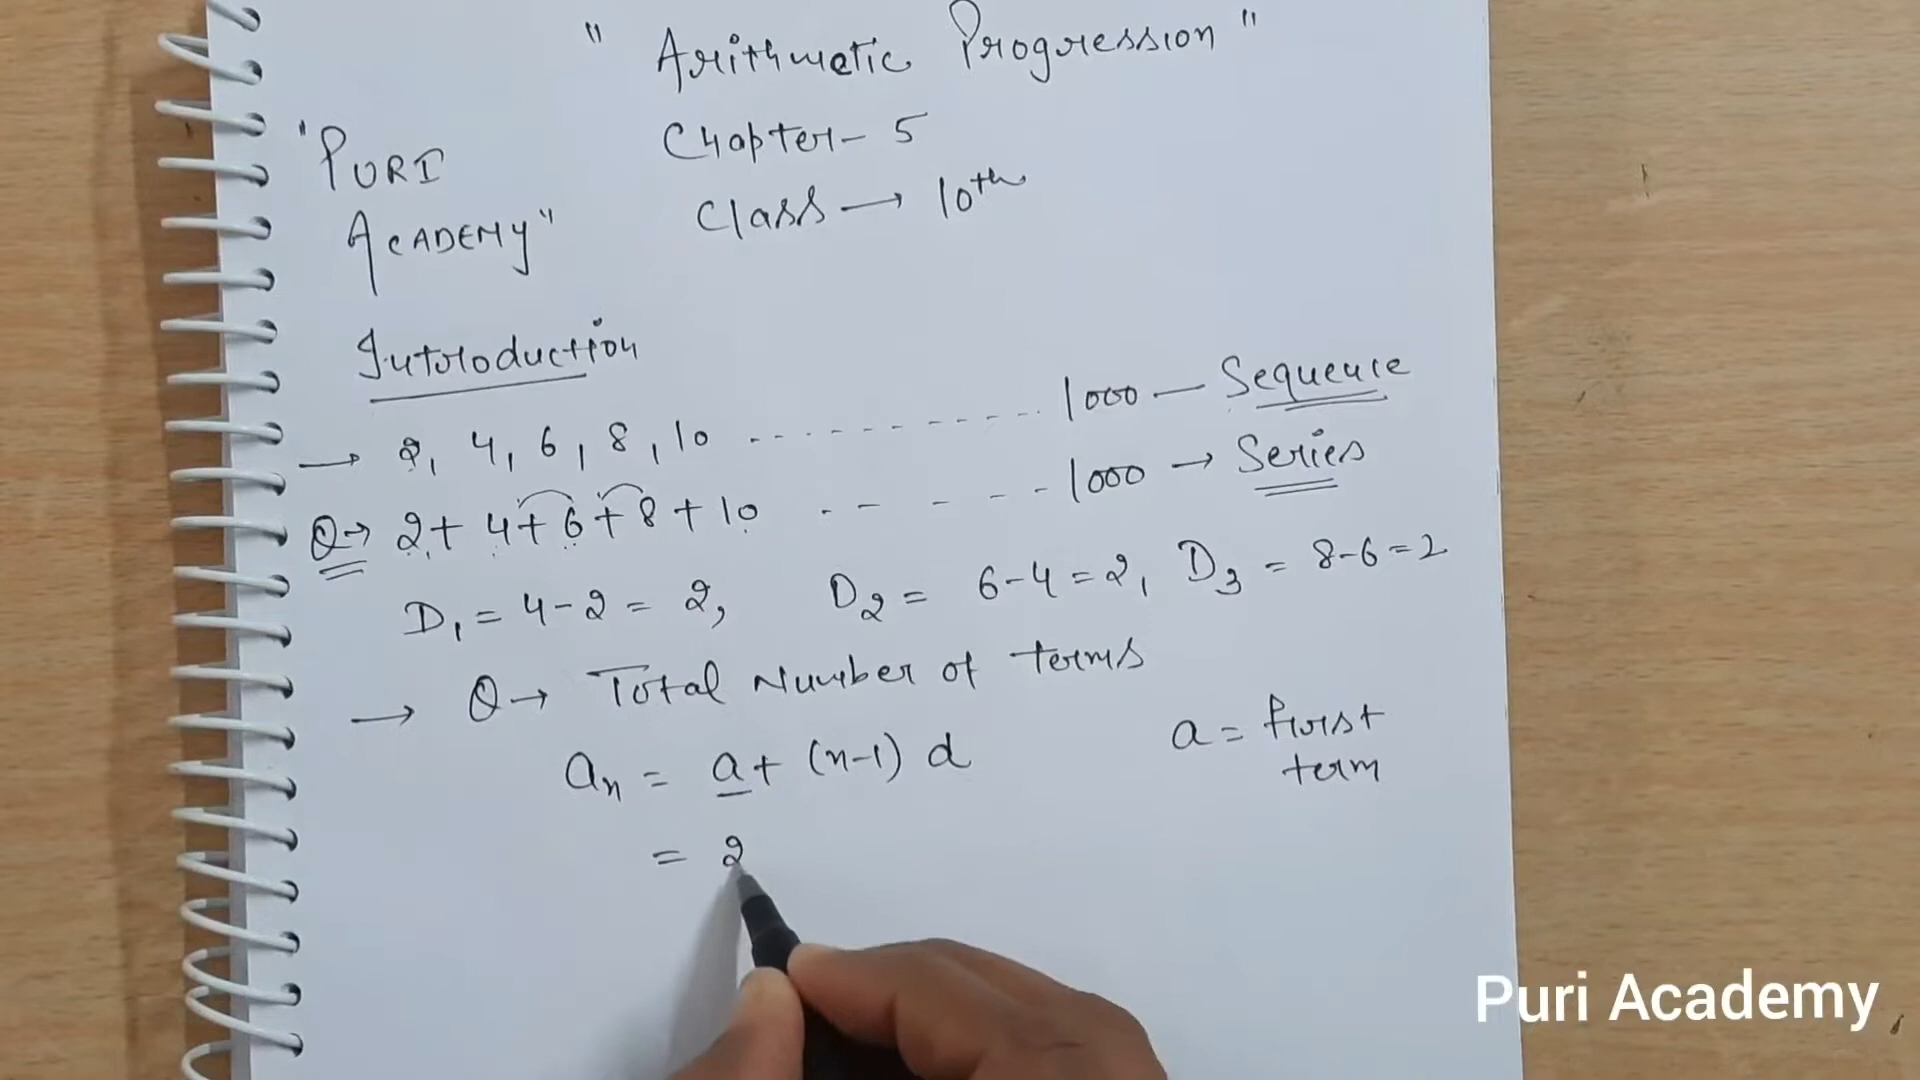 " Arithmetic Progression "
Chapter - 5
Class → 10th
"PURI
ACADEMY"
Introduction
→ 2, 4, 6, 8, 10 ............ 1000 — Sequence
Q→ 2+ 4+6+8+10 . - - - - - 1000 → Series
D1 = 4-2 = 2, D2 = 6-4=2, D3 = 8-6=2
→ Q→ Total Number of terms
an = a+ (n-1) d
a = first
term
= 2
Puri Academy